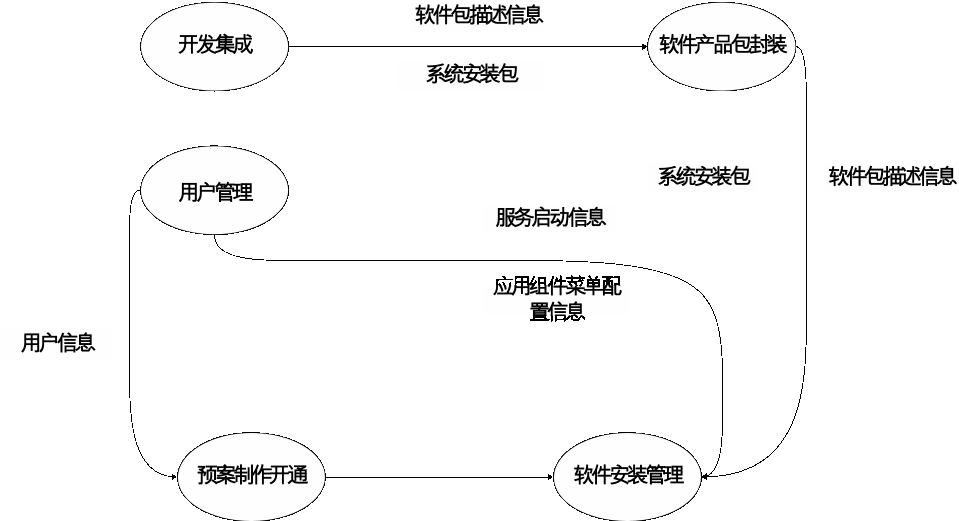 软件包描述信息
开发集成
软件产品包封装
系统安装包
用户管理
系统安装包
软件包描述信息
服务启动信息
应用组件菜单配
置信息
用户信息
预案制作开通
软件安装管理